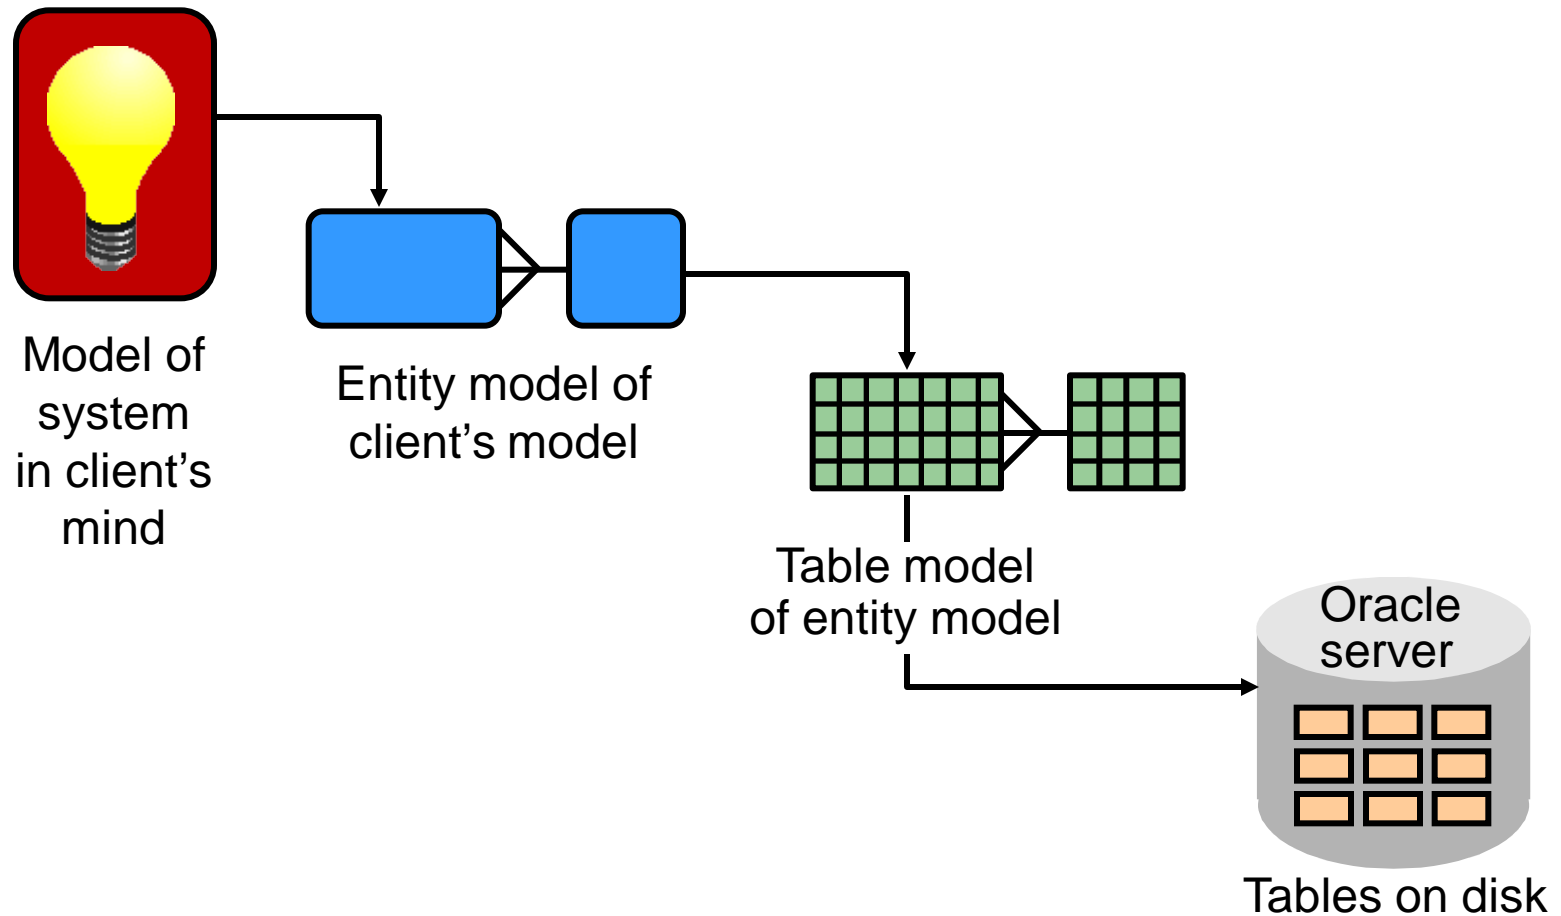 Model of
system
in client’s
mind
Entity model of
client’s model
Table model
of entity model
Oracle
server
Tables on disk